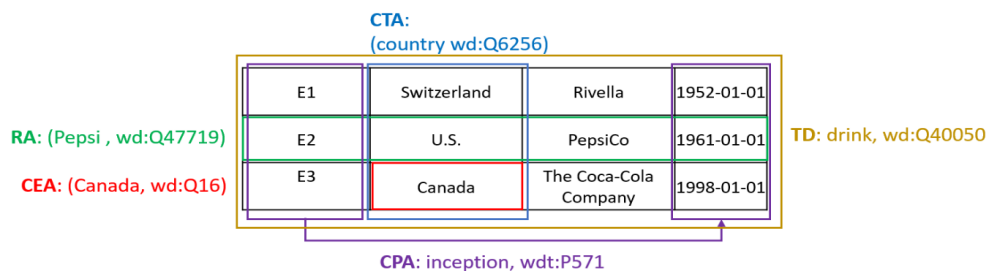 CTA:
(country wd:Q6256)
E1 Switzerland Rivella 1952-01-01
RA: (Pepsi , wd:Q47719) E2 U.S. PepsiCo 1961-01-01 TD: drink, wd:Q40050
CEA: (Canada, wd:Q16) E3 Canada The Coca-Cola
Company 1998-01-01
CPA: inception, wdt:P571